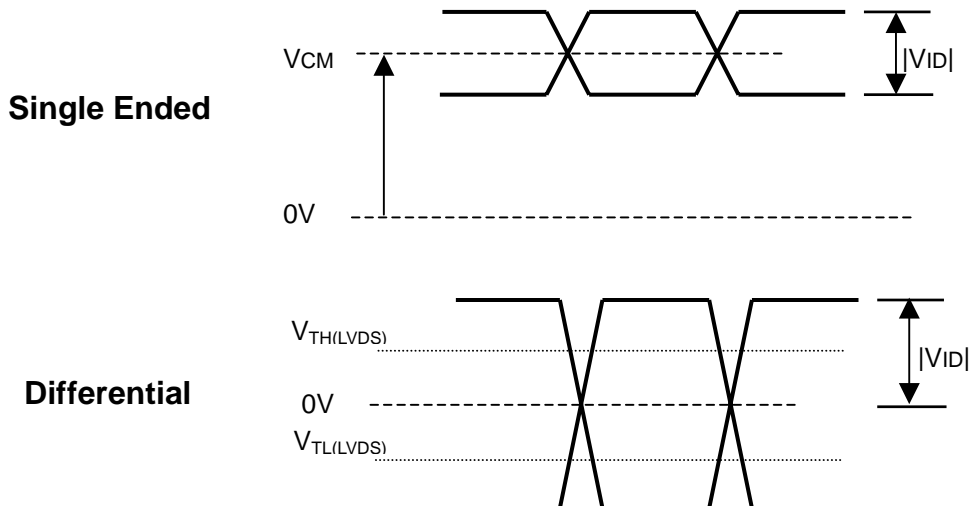 VCM
|VID|
Single Ended
0V
VTH(LVDS)
|VID|
Differential
0V
VTL(LVDS)